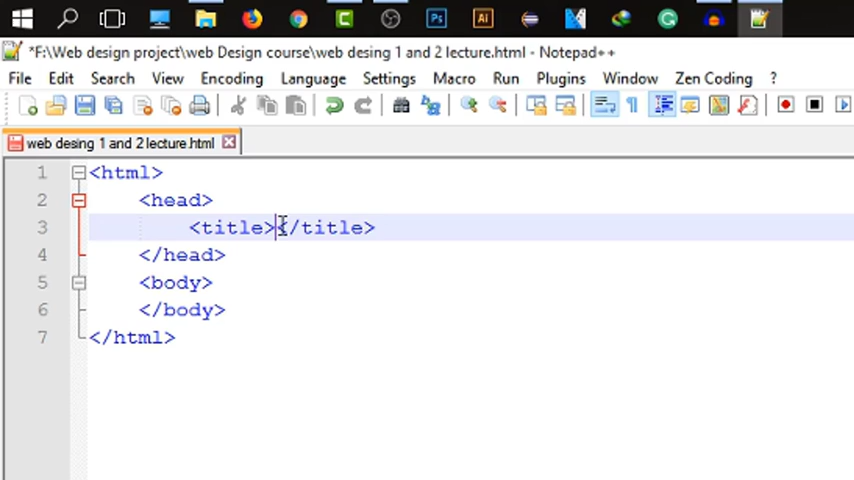 Ps Ai
*F:\Web design project\web Design course\web desing 1 and 2 lecture.html - Notepad++
File Edit Search View Encoding Language Settings Macro Run Plugins Window Zen Coding ?
web desing 1 and 2 lecture.html
1 <html>
2 <head>
3 <title></title>
4 </head>
5 <body>
6 </body>
7 </html>